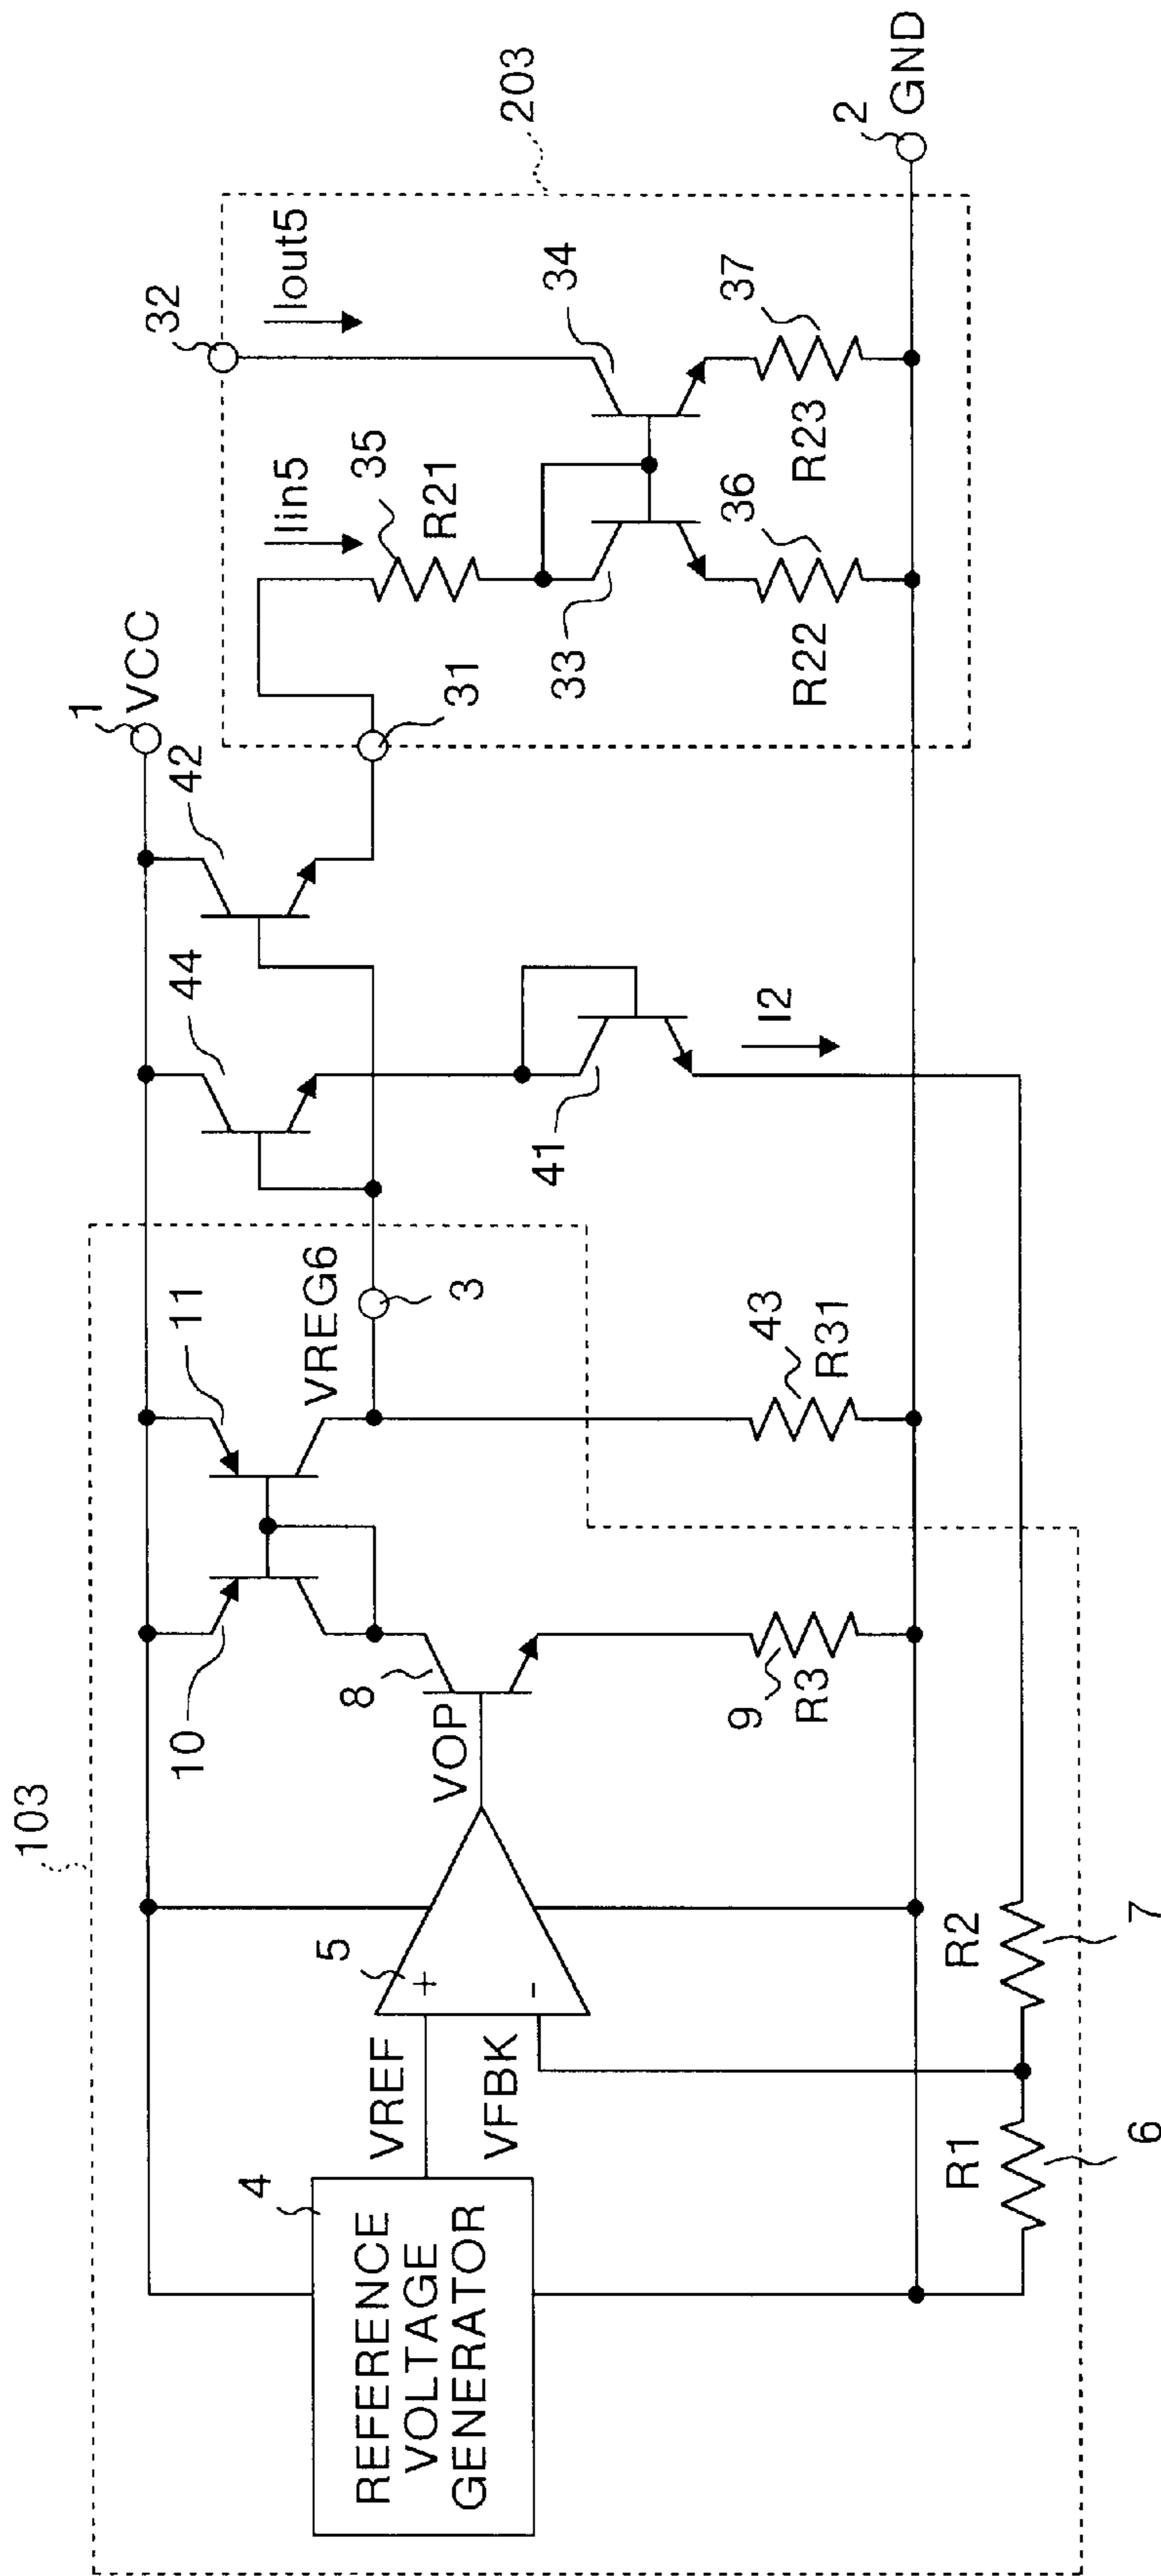 103
10
11
VREG6
3
44
42
1
VCC
31
Iin5
35
R21
32
Iout5
203
33
34
36
37
R22
R23
2
GND
41
I2
43
R31
8
VOP
9
R3
5
+
-
VREF
VFBK
4
REFERENCE
VOLTAGE
GENERATOR
R1
6
R2
7